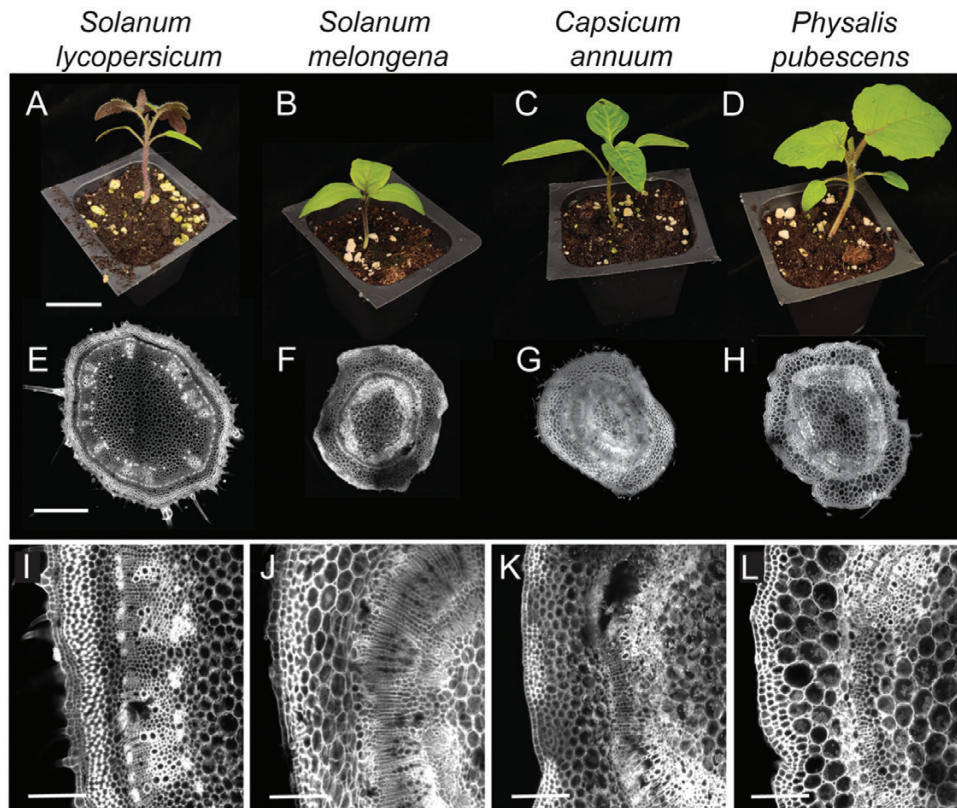 Solanum lycopersicum
Solanum melongena
Capsicum annuum
Physalis pubescens
A
B
C
D
E
F
G
H
I
J
K
L